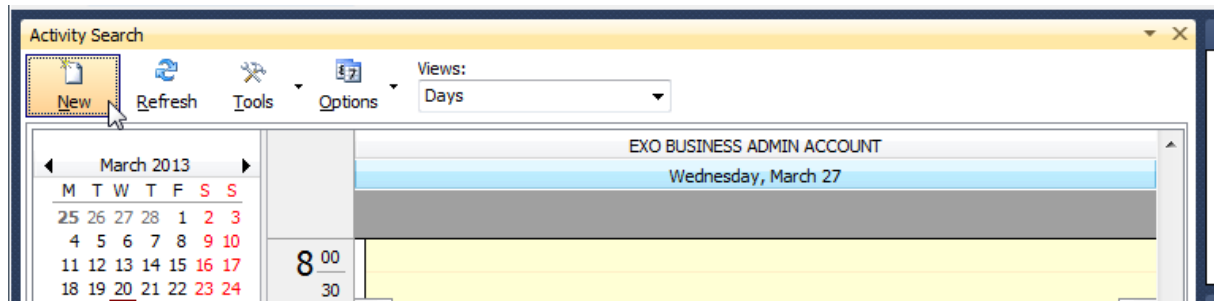 Activity Search
New Refresh Tools Options Views:
Days
EXO BUSINESS ADMIN ACCOUNT
Wednesday, March 27
March 2013
M T W T F S S
25 26 27 28 1 2 3
4 5 6 7 8 9 10
11 12 13 14 15 16 17
18 19 20 21 22 23 24
8 00
30